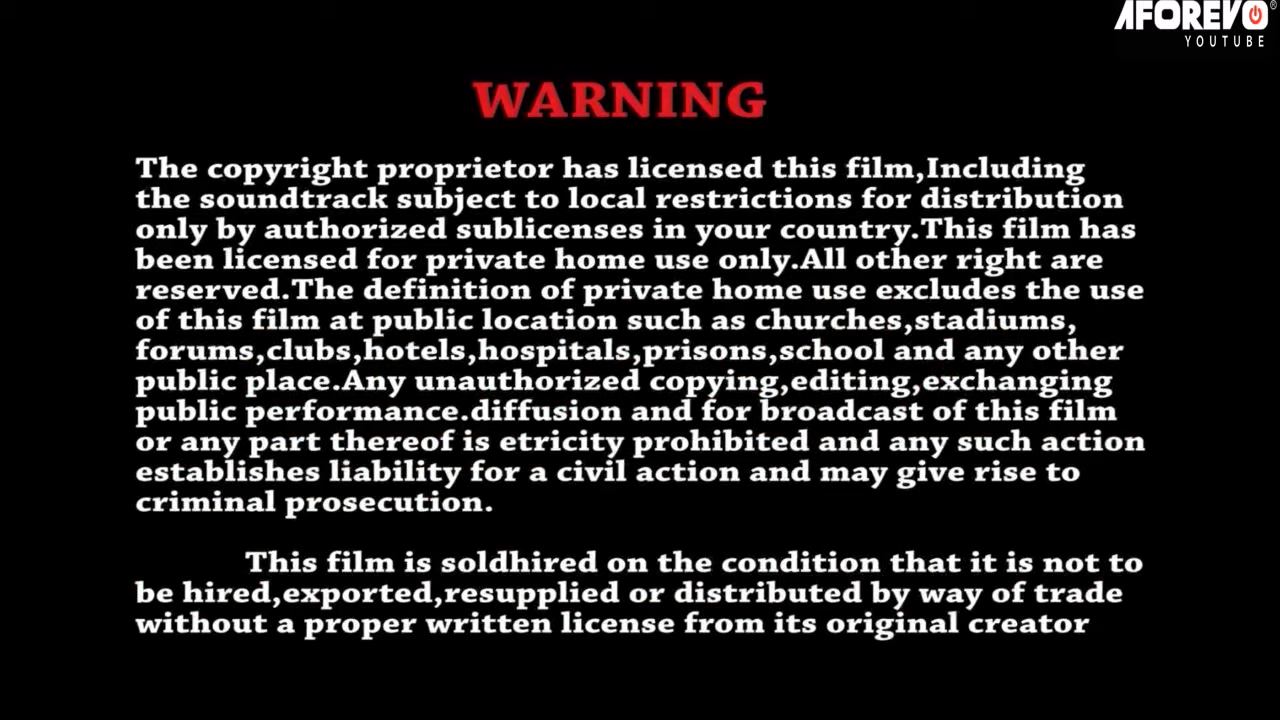 AFOREVO®
YOUTUBE
WARNING
The copyright proprietor has licensed this film,Including
the soundtrack subject to local restrictions for distribution
only by authorized sublicenses in your country.This film has
been licensed for private home use only.All other right are
reserved.The definition of private home use excludes the use
of this film at public location such as churches,stadiums,
forums,clubs,hotels,hospitals,prisons,school and any other
public place.Any unauthorized copying,editing,exchanging
public performance.diffusion and for broadcast of this film
or any part thereof is etricity prohibited and any such action
establishes liability for a civil action and may give rise to
criminal prosecution.
This film is soldhired on the condition that it is not to
be hired,exported,resupplied or distributed by way of trade
without a proper written license from its original creator